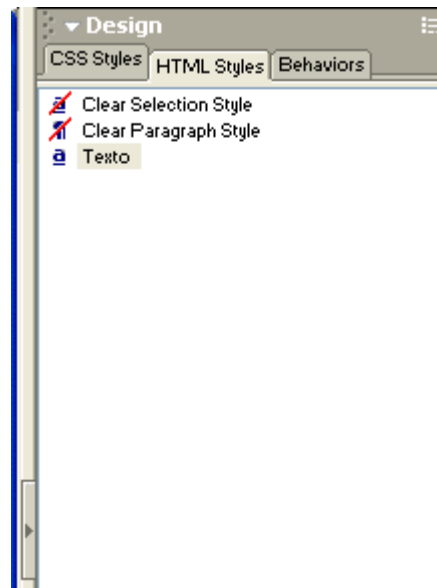 Design
CSS Styles HTML Styles Behaviors
Clear Selection Style
Clear Paragraph Style
a Texto